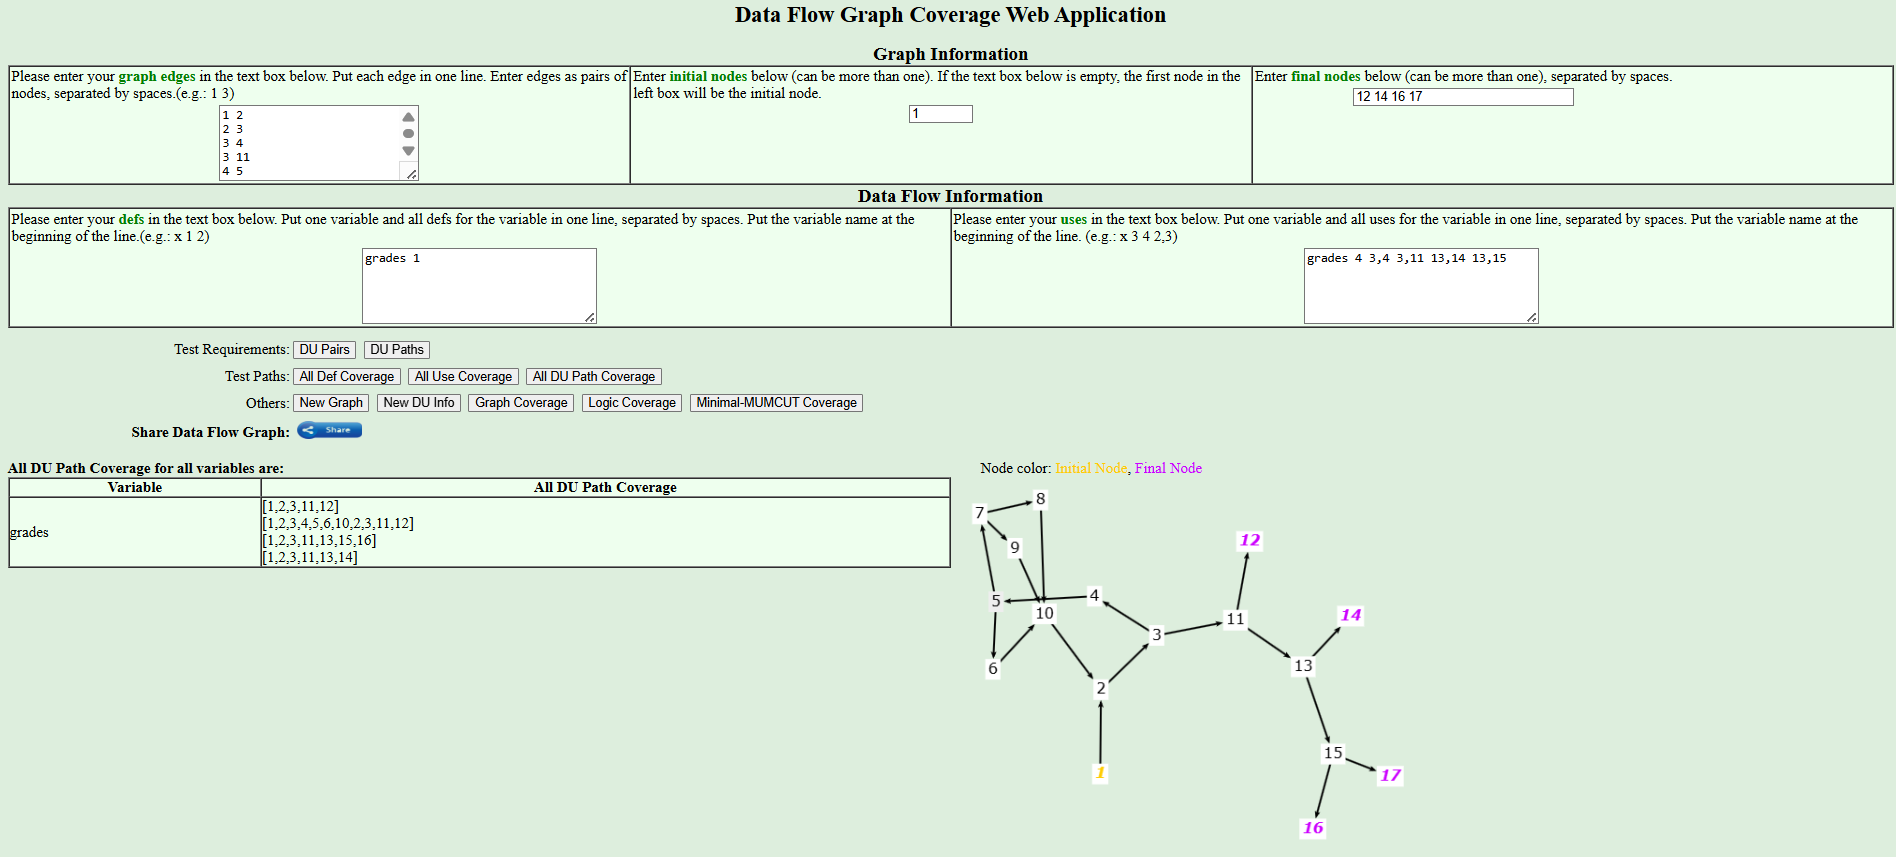 Data Flow Graph Coverage Web Application
Graph Information
Please enter your graph edges in the text box below. Put each edge in one line. Enter edges as pairs of
nodes, separated by spaces.(e.g.: 1 3)
1 2
2 3
3 4
3 11
4 5
Enter initial nodes below (can be more than one). If the text box below is empty, the first node in the
left box will be the initial node.
1
Enter final nodes below (can be more than one), separated by spaces.
12 14 16 17
Data Flow Information
Please enter your defs in the text box below. Put one variable and all defs for the variable in one line, separated by spaces. Put the variable name at the
beginning of the line.(e.g.: x 1 2)
grades 1
Please enter your uses in the text box below. Put one variable and all uses for the variable in one line, separated by spaces. Put the variable name at the
beginning of the line. (e.g.: x 3 4 2,3)
grades 4 3,4 3,11 13,14 13,15
Test Requirements: DU Pairs DU Paths
Test Paths: All Def Coverage All Use Coverage All DU Path Coverage
Others: New Graph New DU Info Graph Coverage Logic Coverage Minimal-MUMCUT Coverage
Share Data Flow Graph: Share
All DU Path Coverage for all variables are:
Variable All DU Path Coverage
grades
[1,2,3,11,12]
[1,2,3,4,5,6,10,2,3,11,12]
[1,2,3,11,13,15,16]
[1,2,3,11,13,14]
Node color: Initial Node, Final Node
8
7
12
9
4
5
10
14
11
3
13
6
2
15
1
17
16